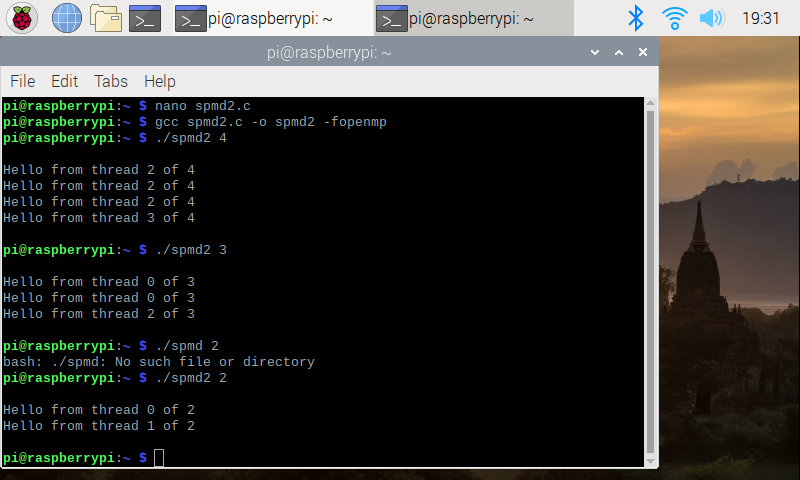 pi@raspberrypi: ~ pi@raspberrypi: ~ 19:31
pi@raspberrypi: ~
File Edit Tabs Help
pi@raspberrypi:~ $ nano spmd2.c
pi@raspberrypi:~ $ gcc spmd2.c -o spmd2 -fopenmp
pi@raspberrypi:~ $ ./spmd2 4
Hello from thread 2 of 4
Hello from thread 2 of 4
Hello from thread 2 of 4
Hello from thread 3 of 4
pi@raspberrypi:~ $ ./spmd2 3
Hello from thread 0 of 3
Hello from thread 0 of 3
Hello from thread 2 of 3
pi@raspberrypi:~ $ ./spmd 2
bash: ./spmd: No such file or directory
pi@raspberrypi:~ $ ./spmd2 2
Hello from thread 0 of 2
Hello from thread 1 of 2
pi@raspberrypi:~ $